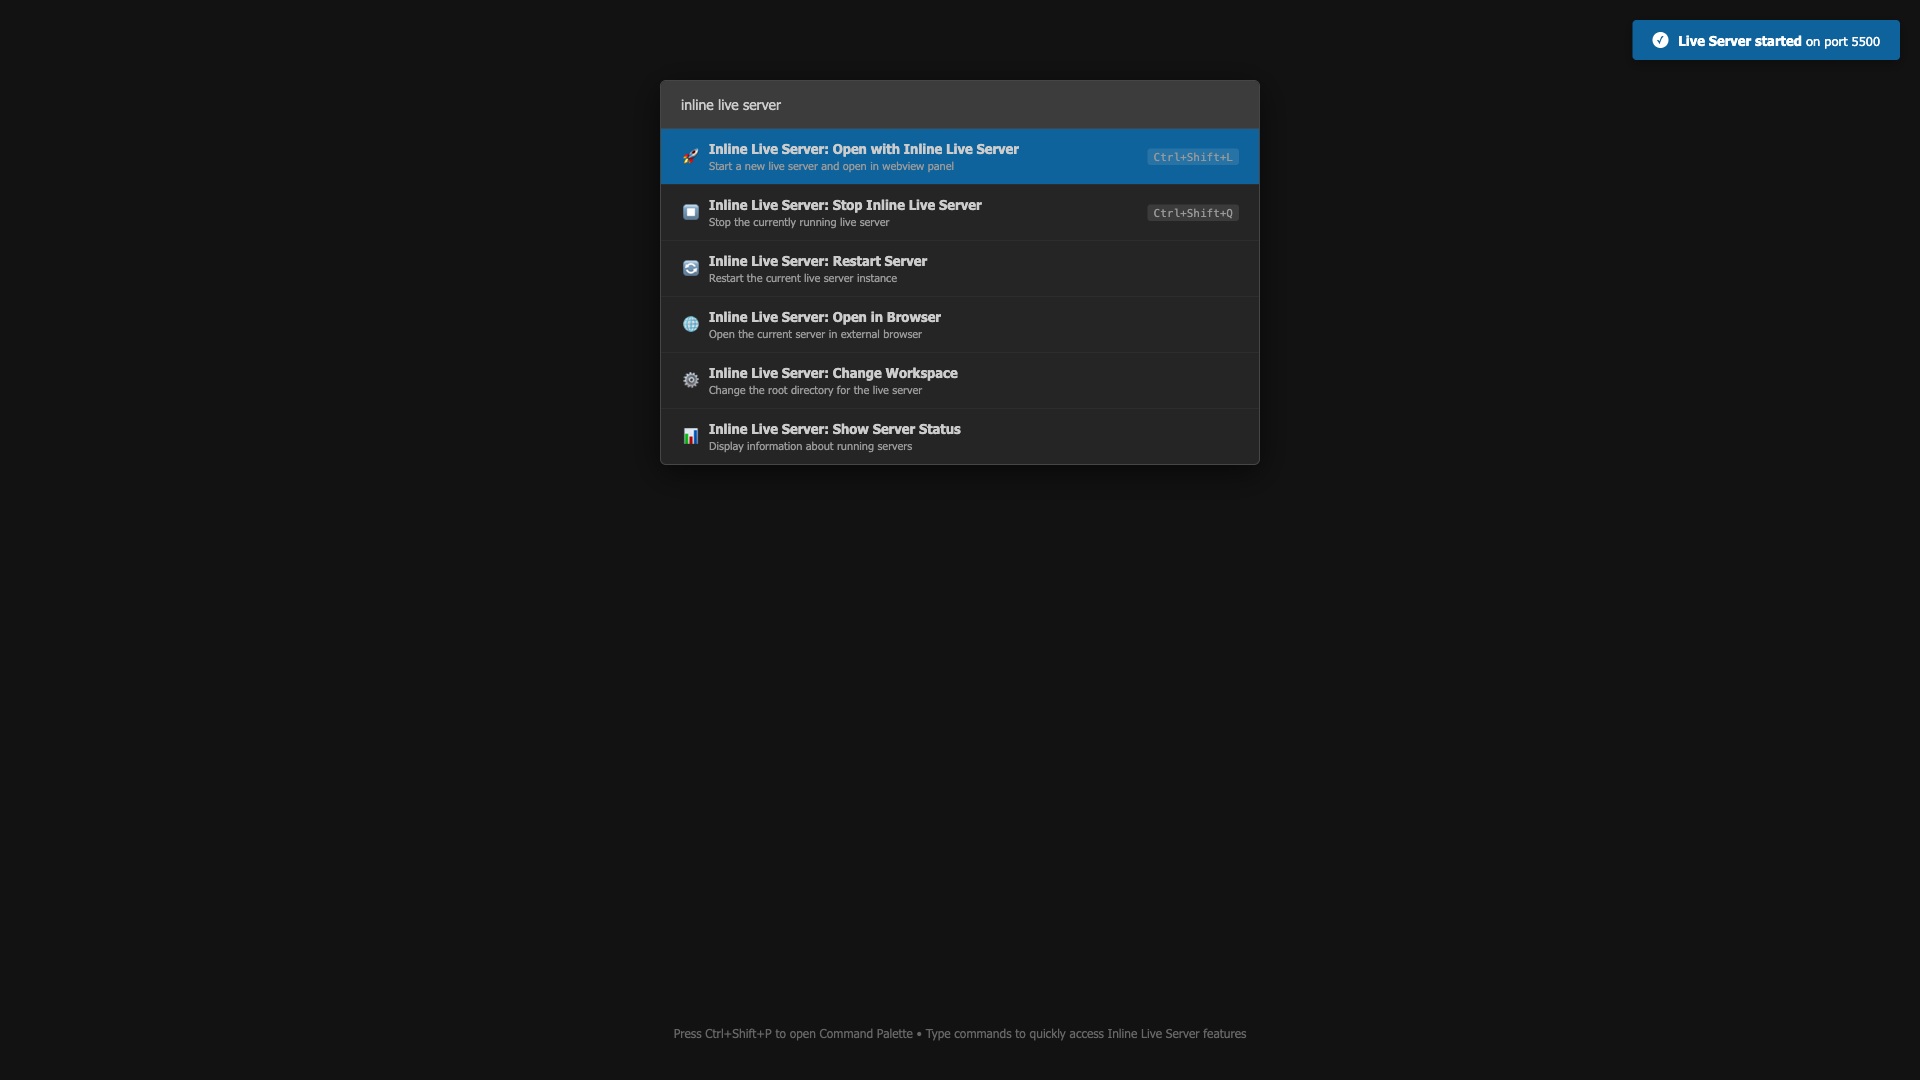 Live Server started on port 5500
inline live server
Inline Live Server: Open with Inline Live Server
Start a new live server and open in webview panel
Ctrl+Shift+L
Inline Live Server: Stop Inline Live Server
Stop the currently running live server
Ctrl+Shift+Q
Inline Live Server: Restart Server
Restart the current live server instance
Inline Live Server: Open in Browser
Open the current server in external browser
Inline Live Server: Change Workspace
Change the root directory for the live server
Inline Live Server: Show Server Status
Display information about running servers
Press Ctrl+Shift+P to open Command Palette • Type commands to quickly access Inline Live Server features